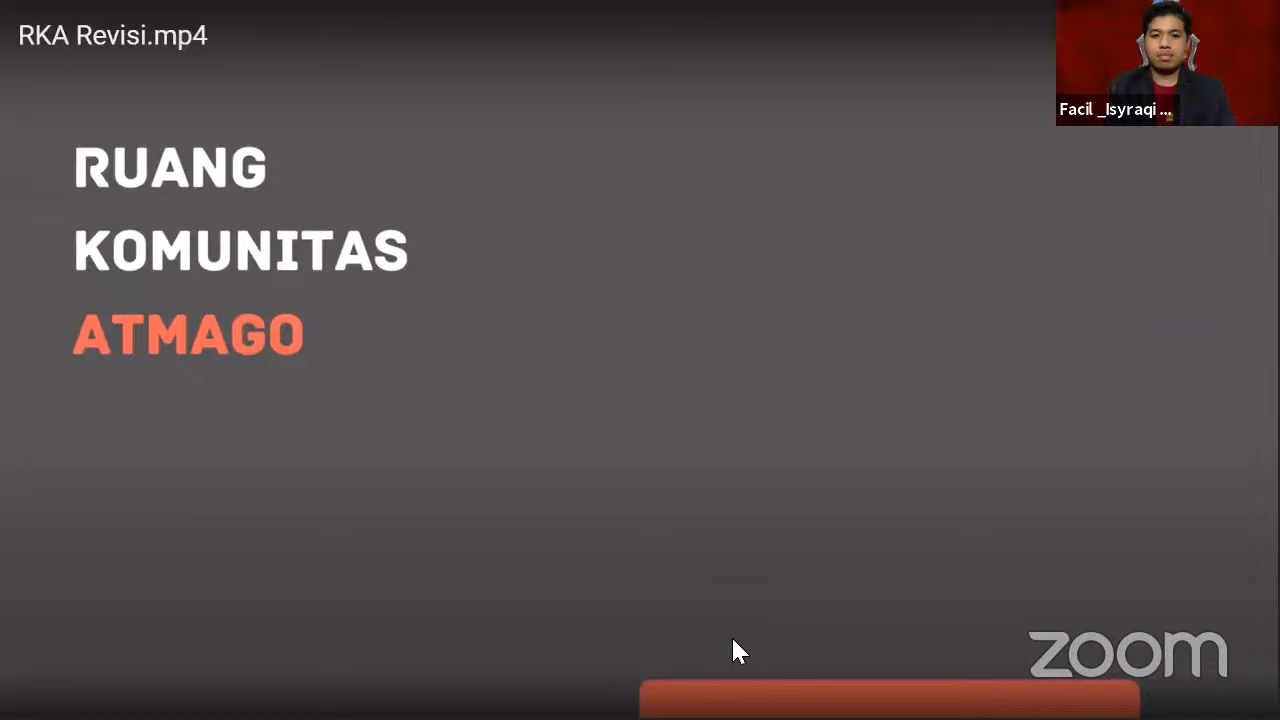 RKA Revisi.mp4
Facil _Isyraqi ...
RUANG
KOMUNITAS
ATMAGO
zoom